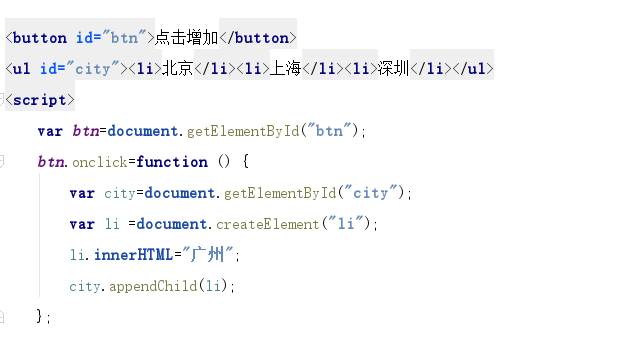 <button id="btn">点击增加</button>
<ul id="city"><li>北京</li><li>上海</li><li>深圳</li></ul>
<script>
var btn=document.getElementById("btn");
btn.onclick=function () {
var city=document.getElementById("city");
var li =document.createElement("li");
li.innerHTML="广州";
city.appendChild(li);
};